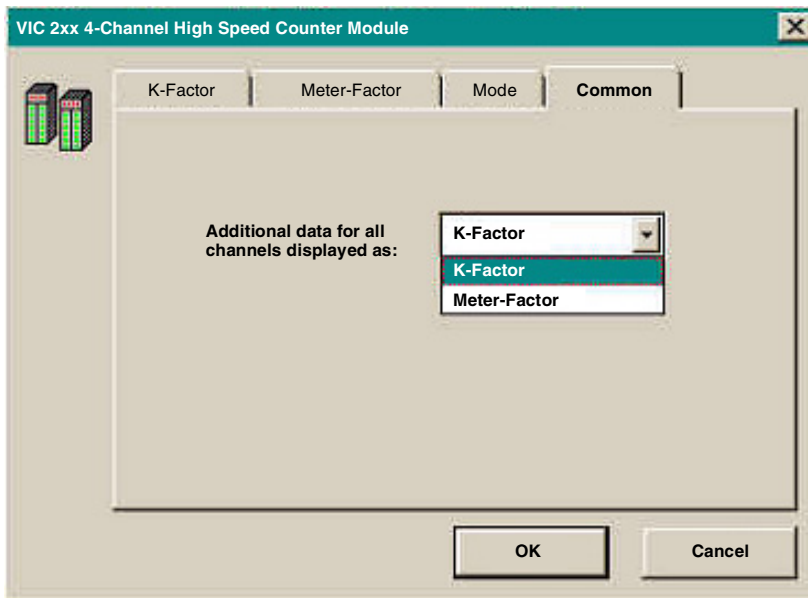 VIC 2xx 4-Channel High Speed Counter Module
K-Factor Meter-Factor Mode Common
Additional data for all
channels displayed as:
K-Factor
K-Factor
Meter-Factor
OK Cancel